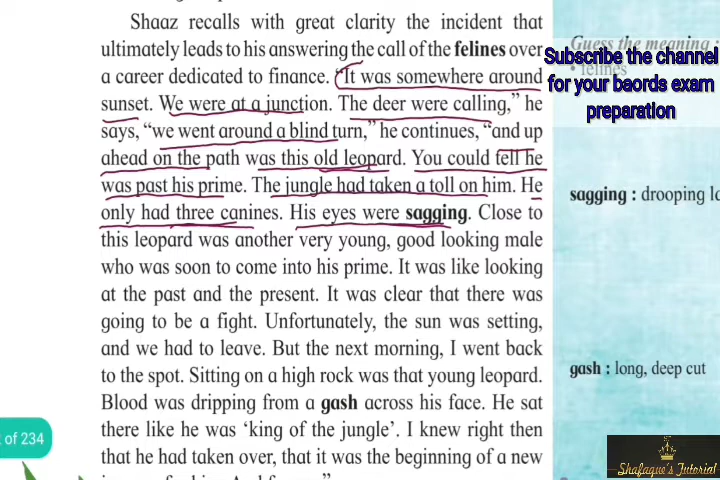 Shaaz recalls with great clarity the incident that
ultimately leads to his answering the call of the felines over
a career dedicated to finance. "It was somewhere around
sunset. We were at a junction. The deer were calling," he
says, "we went around a blind turn," he continues, "and up
ahead on the path was this old leopard. You could tell he
was past his prime. The jungle had taken a toll on him. He
only had three canines. His eyes were sagging. Close to
this leopard was another very young, good looking male
who was soon to come into his prime. It was like looking
at the past and the present. It was clear that there was
going to be a fight. Unfortunately, the sun was setting,
and we had to leave. But the next morning, I went back
to the spot. Sitting on a high rock was that young leopard.
Blood was dripping from a gash across his face. He sat
there like he was 'king of the jungle'. I knew right then
that he had taken over, that it was the beginning of a new
Guess the meaning :
• felines
Subscribe the channel
for your baords exam
preparation
sagging : drooping lo
gash : long, deep cut
of 234
Shafaque's Tutorial